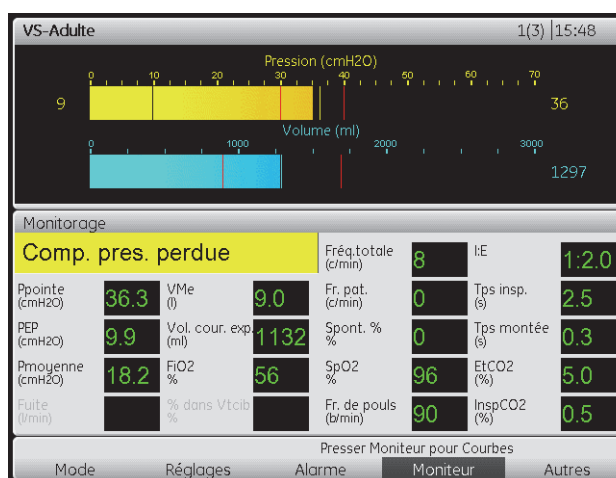 VS-Adulte 1(3) 15:48
Pression (cmH2O)
0 10 20 30 40 50 60 70
9 36
Volume (ml)
0 1000 2000 3000
1297
Monitorage
Comp. pres. perdue
Fréq.totale (c/min) 8 I:E 1:2.0
Ppointe (cmH2O) 36.3 VMe (l) 9.0 Fr. pat. (c/min) 0 Tps insp. (s) 2.5
PEP (cmH2O) 9.9 Vol. cour. exp. (ml) 1132 Spont. % % 0 Tps montée (s) 0.3
Pmoyenne (cmH2O) 18.2 FiO2 % 56 SpO2 % 96 EtCO2 (%) 5.0
Fuite (l/min) % dans Vtcib % Fr. de pouls (b/min) 90 InspCO2 (%) 0.5
Presser Moniteur pour Courbes
Mode Réglages Alarme Moniteur Autres